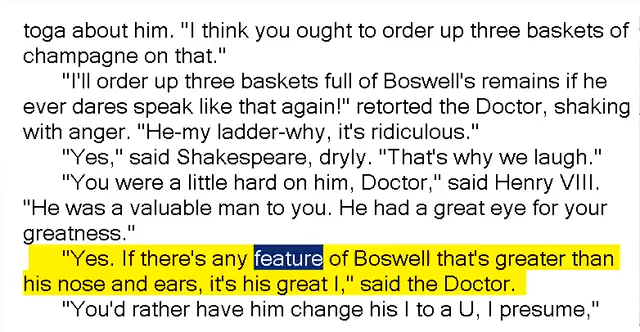 toga about him. "I think you ought to order up three baskets of
champagne on that."
"I'll order up three baskets full of Boswell's remains if he
ever dares speak like that again!" retorted the Doctor, shaking
with anger. "He-my ladder-why, it's ridiculous."
"Yes," said Shakespeare, dryly. "That's why we laugh."
"You were a little hard on him, Doctor," said Henry VIII.
"He was a valuable man to you. He had a great eye for your
greatness."
"Yes. If there's any feature of Boswell that's greater than
his nose and ears, it's his great I," said the Doctor.
"You'd rather have him change his I to a U, I presume,"